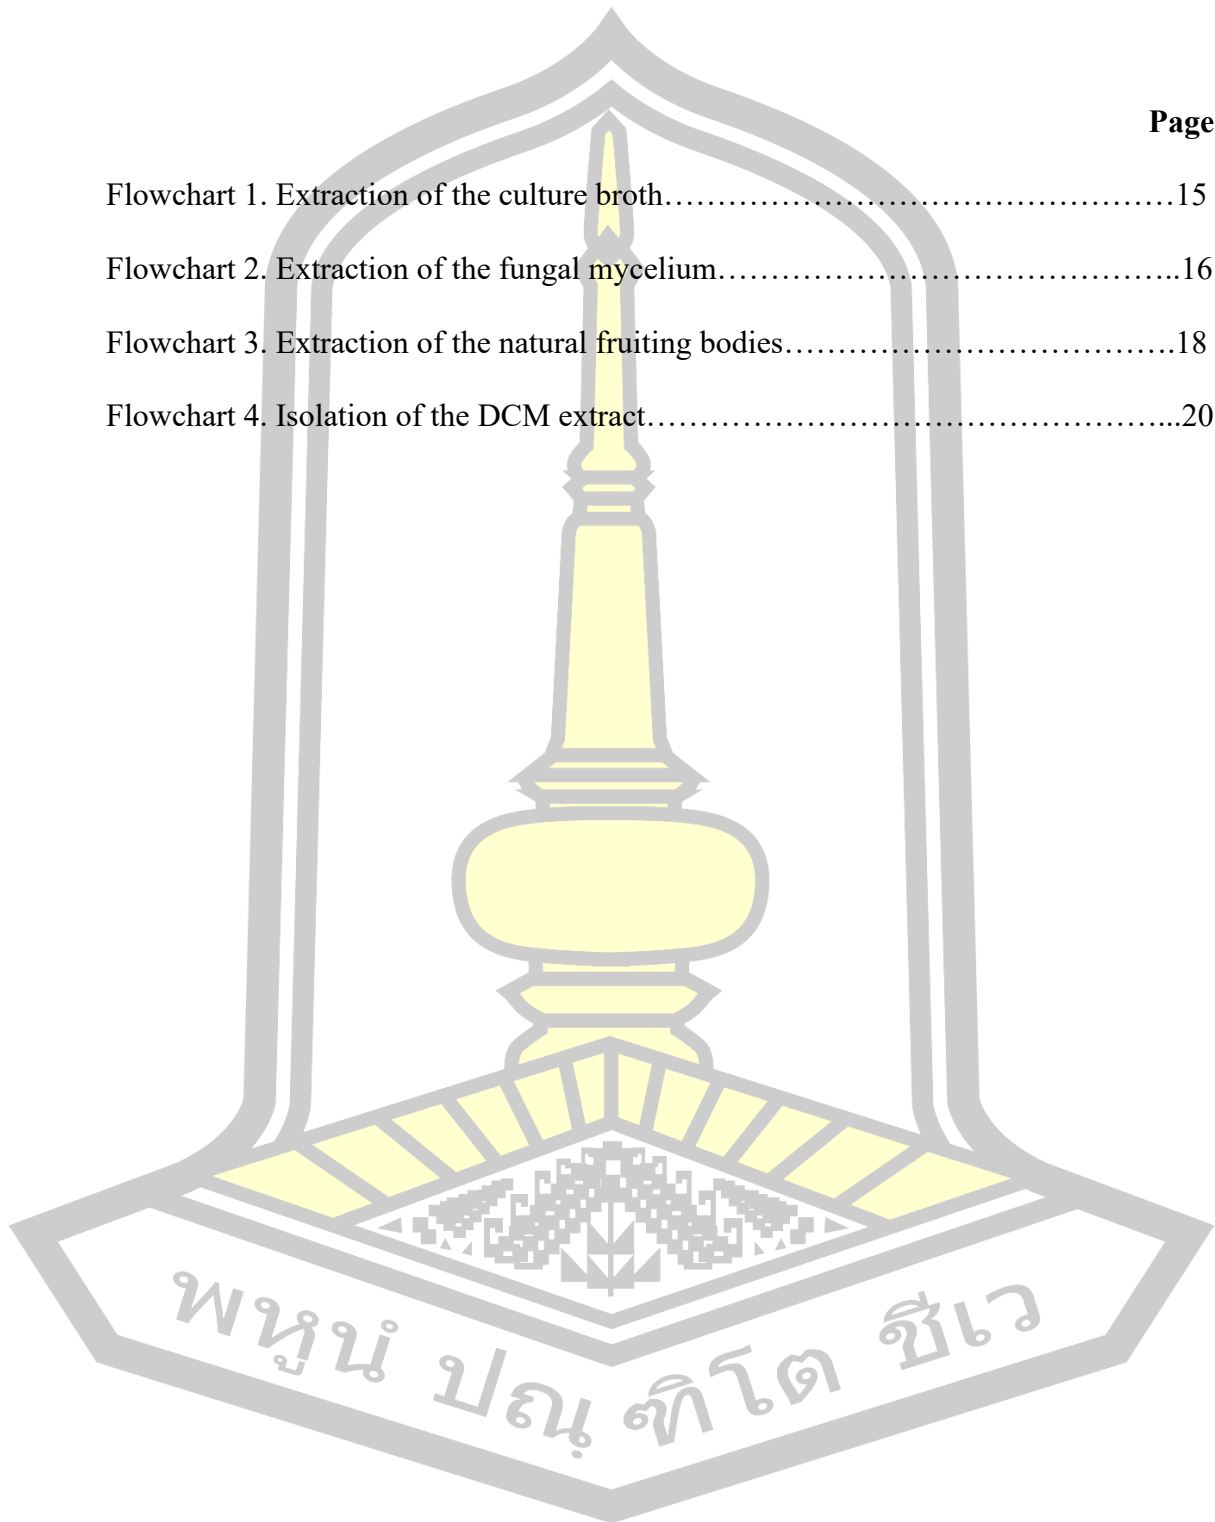 Page
Flowchart 1. Extraction of the culture broth…………………………………………15
Flowchart 2. Extraction of the fungal mycelium……………………………………..16
Flowchart 3. Extraction of the natural fruiting bodies……………………………….18
Flowchart 4. Isolation of the DCM extract…………………………………………...20
พหูนํ ปณฺ ฑิโต ชีเว